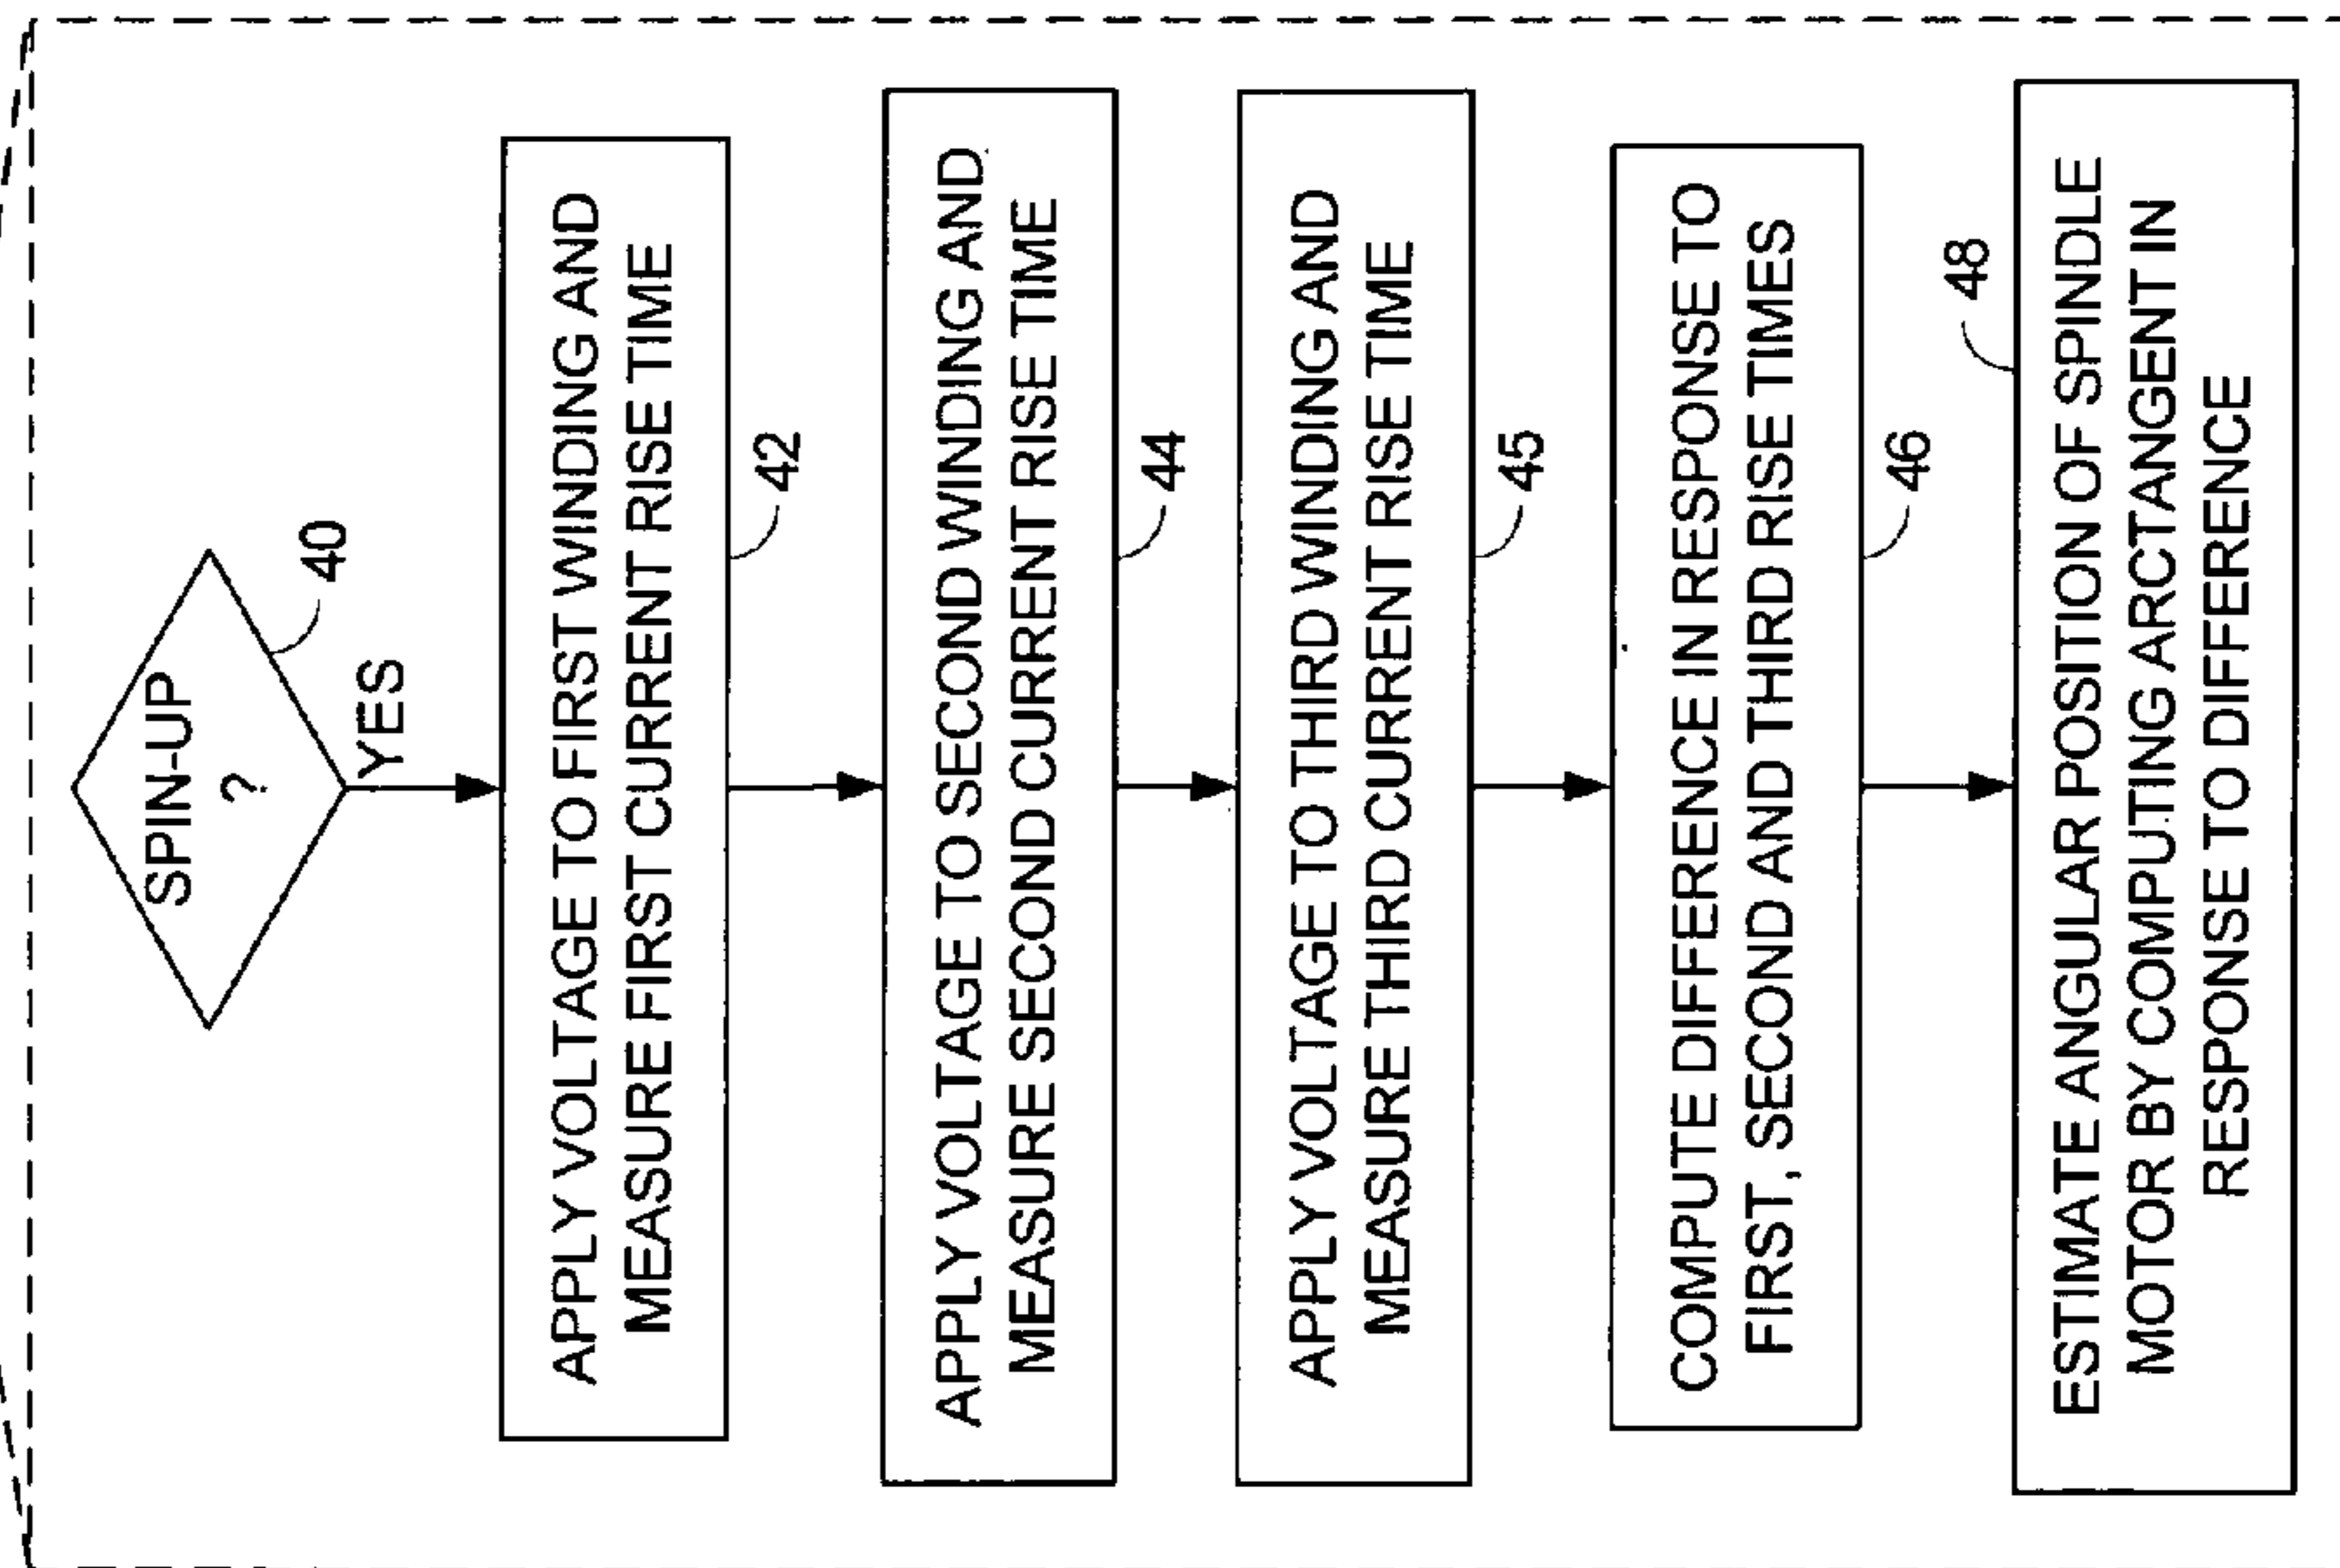 SPIN-UP
?
40
YES
APPLY VOLTAGE TO FIRST WINDING AND
MEASURE FIRST CURRENT RISE TIME
42
APPLY VOLTAGE TO SECOND WINDING AND
MEASURE SECOND CURRENT RISE TIME
44
APPLY VOLTAGE TO THIRD WINDING AND
MEASURE THIRD CURRENT RISE TIME
45
COMPUTE DIFFERENCE IN RESPONSE TO
FIRST, SECOND AND THIRD RISE TIMES
46
48
ESTIMATE ANGULAR POSITION OF SPINDLE
MOTOR BY COMPUTING ARCTANGENT IN
RESPONSE TO DIFFERENCE